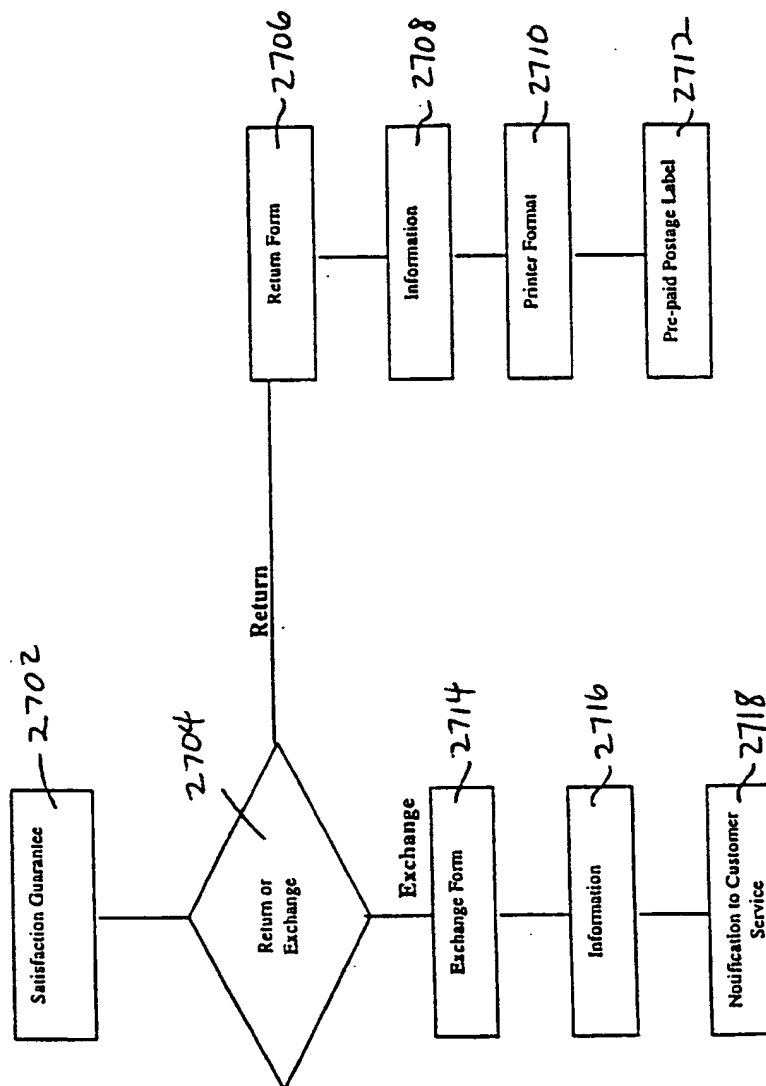 Satisfaction Guarantee
2702
Return or
Exchange
2704
Return
Return Form
2706
Information
2708
Printer Format
2710
Pre-paid Postage Label
2712
Exchange
Exchange Form
2714
Information
2716
Notification to Customer
Service
2718